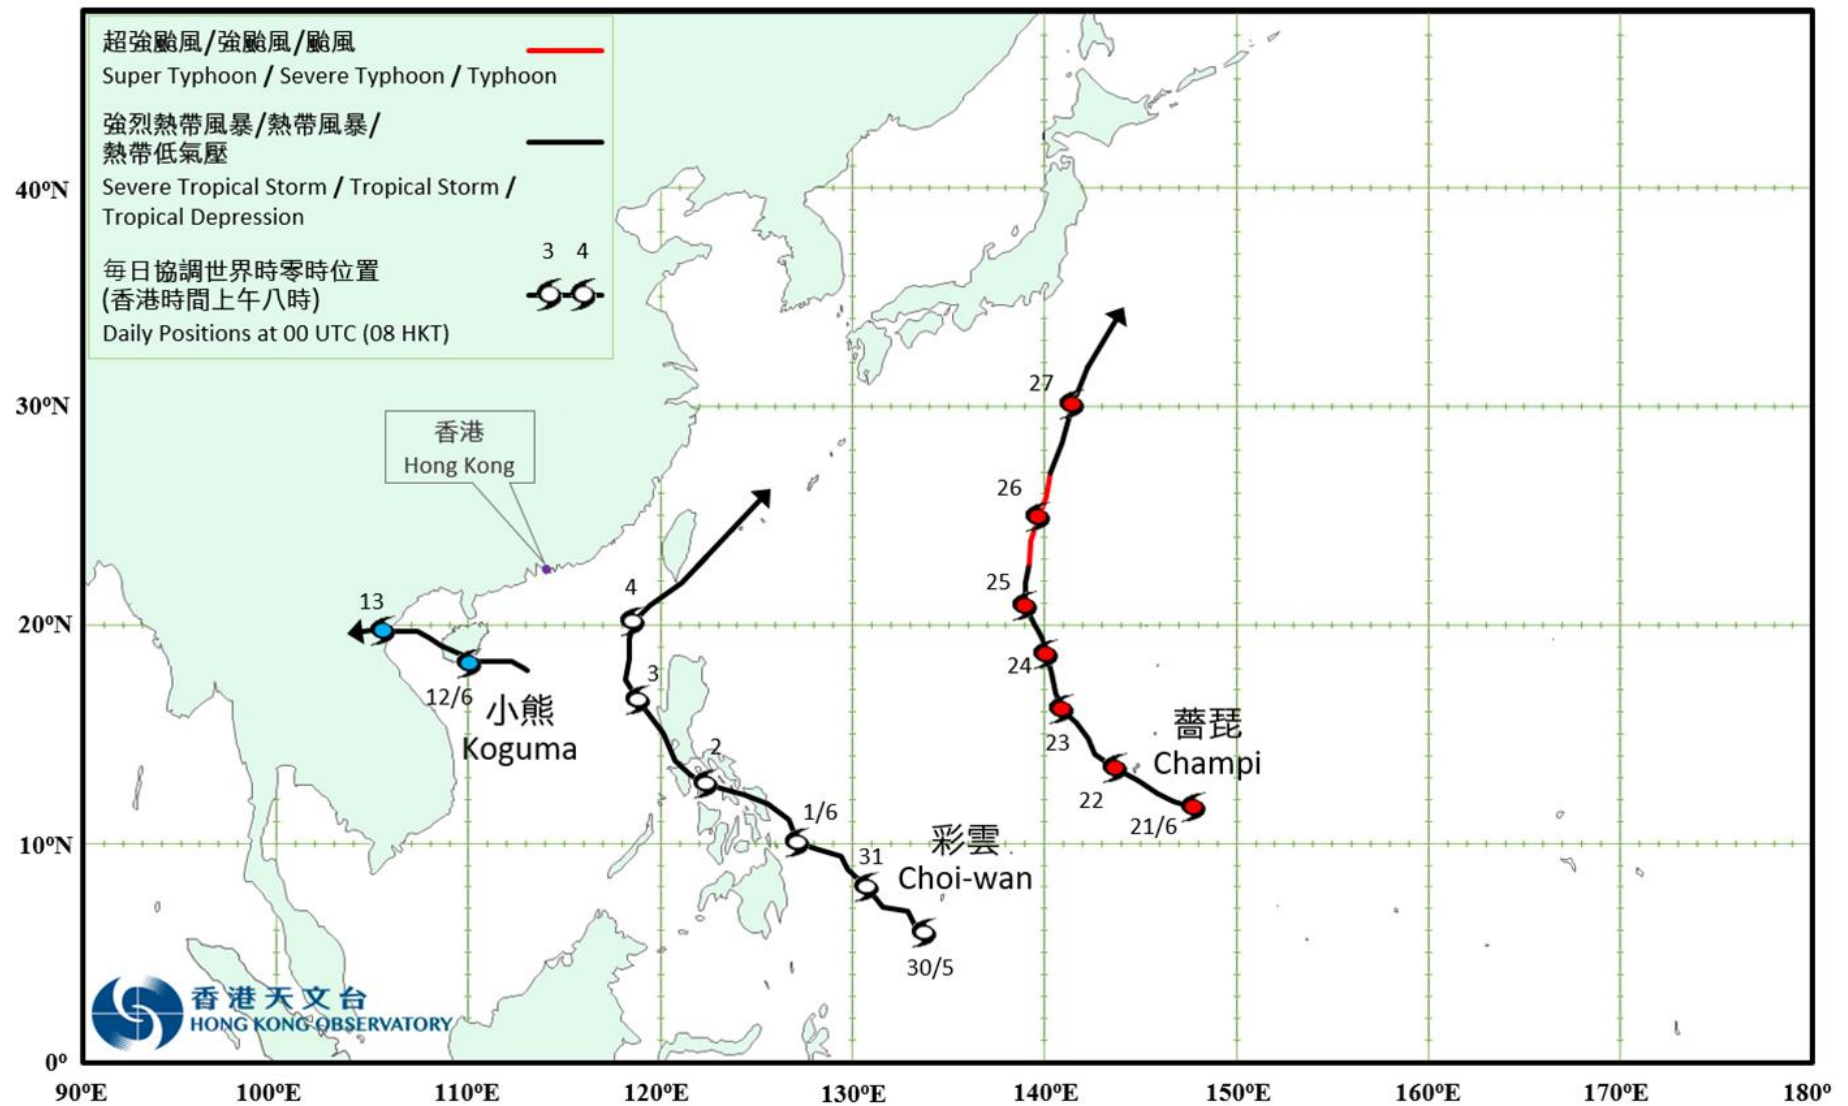 超強颱風/強颱風/颱風
Super Typhoon / Severe Typhoon / Typhoon
強烈熱帶風暴/熱帶風暴/
熱帶低氣壓
Severe Tropical Storm / Tropical Storm /
Tropical Depression
3 4
每日協調世界時零時位置
(香港時間上午八時)
Daily Positions at 00 UTC (08 HKT)
40ºN
30ºN
20ºN
10ºN
0º
香港
Hong Kong
27
26
25
24
23
22
21/6
薔琵
Champi
4
3
2
1/6
31
30/5
彩雲
Choi-wan
13
12/6
小熊
Koguma
香港天文台
HONG KONG OBSERVATORY
90ºE 100ºE 110ºE 120ºE 130ºE 140ºE 150ºE 160ºE 170ºE 180º